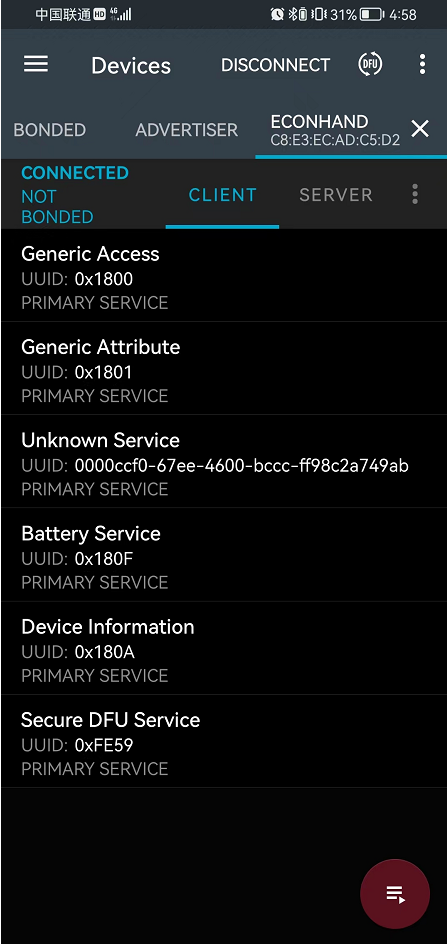 中国联通 HD 4G 31% 4:58
Devices DISCONNECT DFU
BONDED ADVERTISER ECONHAND
C8:E3:EC:AD:C5:D2
CONNECTED
NOT
BONDED
CLIENT SERVER
Generic Access
UUID: 0x1800
PRIMARY SERVICE
Generic Attribute
UUID: 0x1801
PRIMARY SERVICE
Unknown Service
UUID: 0000ccf0-67ee-4600-bccc-ff98c2a749ab
PRIMARY SERVICE
Battery Service
UUID: 0x180F
PRIMARY SERVICE
Device Information
UUID: 0x180A
PRIMARY SERVICE
Secure DFU Service
UUID: 0xFE59
PRIMARY SERVICE